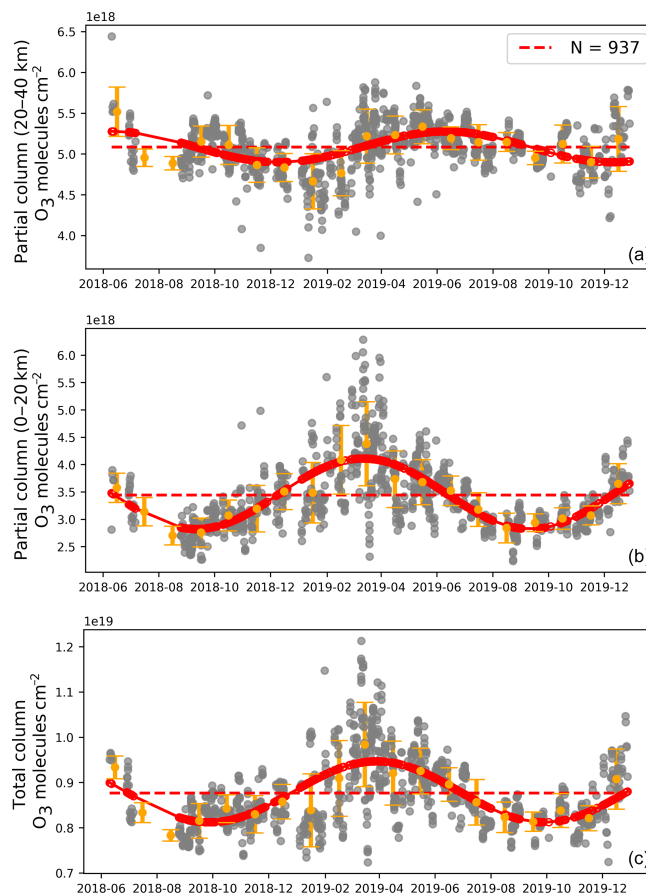 1e18
6.5
6.0
5.5
5.0
4.5
4.0
Partial column (20–40 km)
O3 molecules cm−2
N = 937
(a)
2018-06 2018-08 2018-10 2018-12 2019-02 2019-04 2019-06 2019-08 2019-10 2019-12
1e18
6.0
5.5
5.0
4.5
4.0
3.5
3.0
2.5
Partial column (0–20 km)
O3 molecules cm−2
(b)
2018-06 2018-08 2018-10 2018-12 2019-02 2019-04 2019-06 2019-08 2019-10 2019-12
1e19
1.2
1.1
1.0
0.9
0.8
0.7
Total column
O3 molecules cm−2
(c)
2018-06 2018-08 2018-10 2018-12 2019-02 2019-04 2019-06 2019-08 2019-10 2019-12